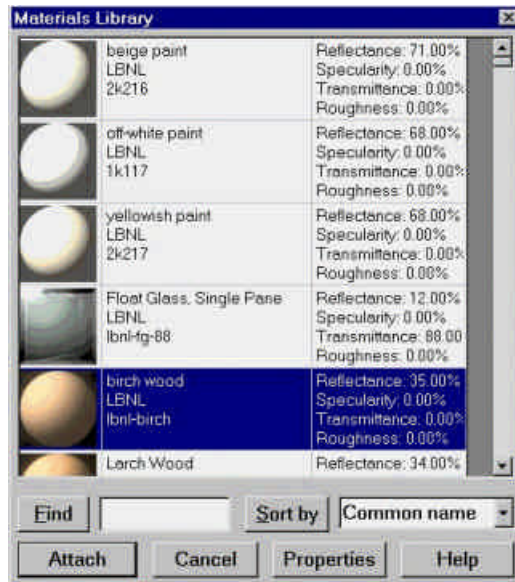 Materials Library
beige paint
LBNL
2k216
Reflectance: 71.00%
Specularity: 0.00%
Transmittance: 0.00%
Roughness: 0.00%
off-white paint
LBNL
1k117
Reflectance: 68.00%
Specularity: 0.00%
Transmittance: 0.00%
Roughness: 0.00%
yellowish paint
LBNL
2k217
Reflectance: 68.00%
Specularity: 0.00%
Transmittance: 0.00%
Roughness: 0.00%
Float Glass, Single Pane
LBNL
lbnl-fg-88
Reflectance: 12.00%
Specularity: 0.00%
Transmittance: 88.00
Roughness: 0.00%
birch wood
LBNL
lbnl-birch
Reflectance: 35.00%
Specularity: 0.00%
Transmittance: 0.00%
Roughness: 0.00%
Larch Wood
Reflectance: 34.00%
Find
Sort by
Common name
Attach
Cancel
Properties
Help